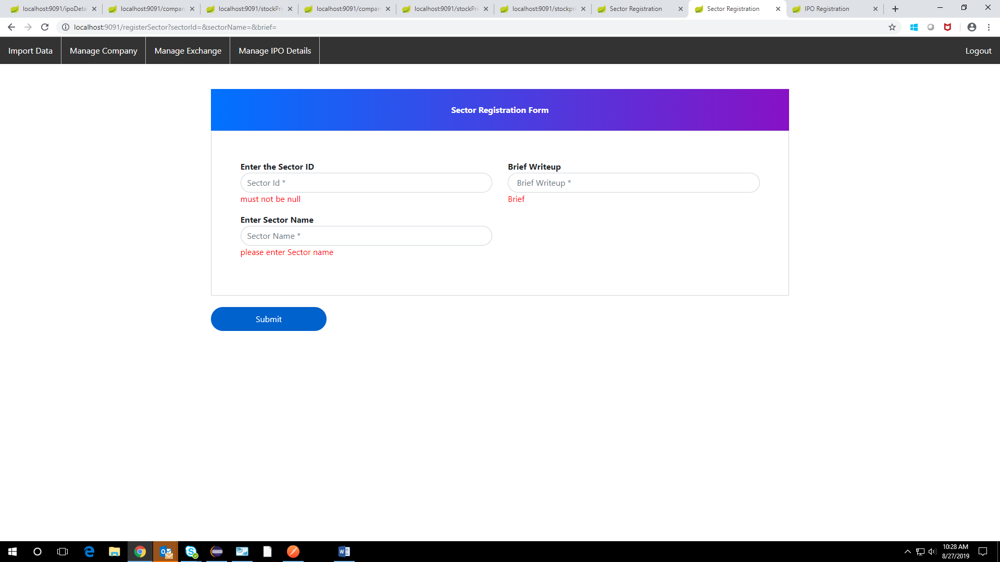 localhost:9091/ipoDeta
localhost:9091/compan
localhost:9091/stockPri
localhost:9091/compan
localhost:9091/stockPri
localhost:9091/stockpr
Sector Registration
Sector Registration
IPO Registration
localhost:9091/registerSector?sectorId=&sectorName=&brief=
Import Data
Manage Company
Manage Exchange
Manage IPO Details
Logout
Sector Registration Form
Enter the Sector ID
Sector Id *
must not be null
Brief Writeup
Brief Writeup *
Brief
Enter Sector Name
Sector Name *
please enter Sector name
Submit
10:28 AM
8/27/2019